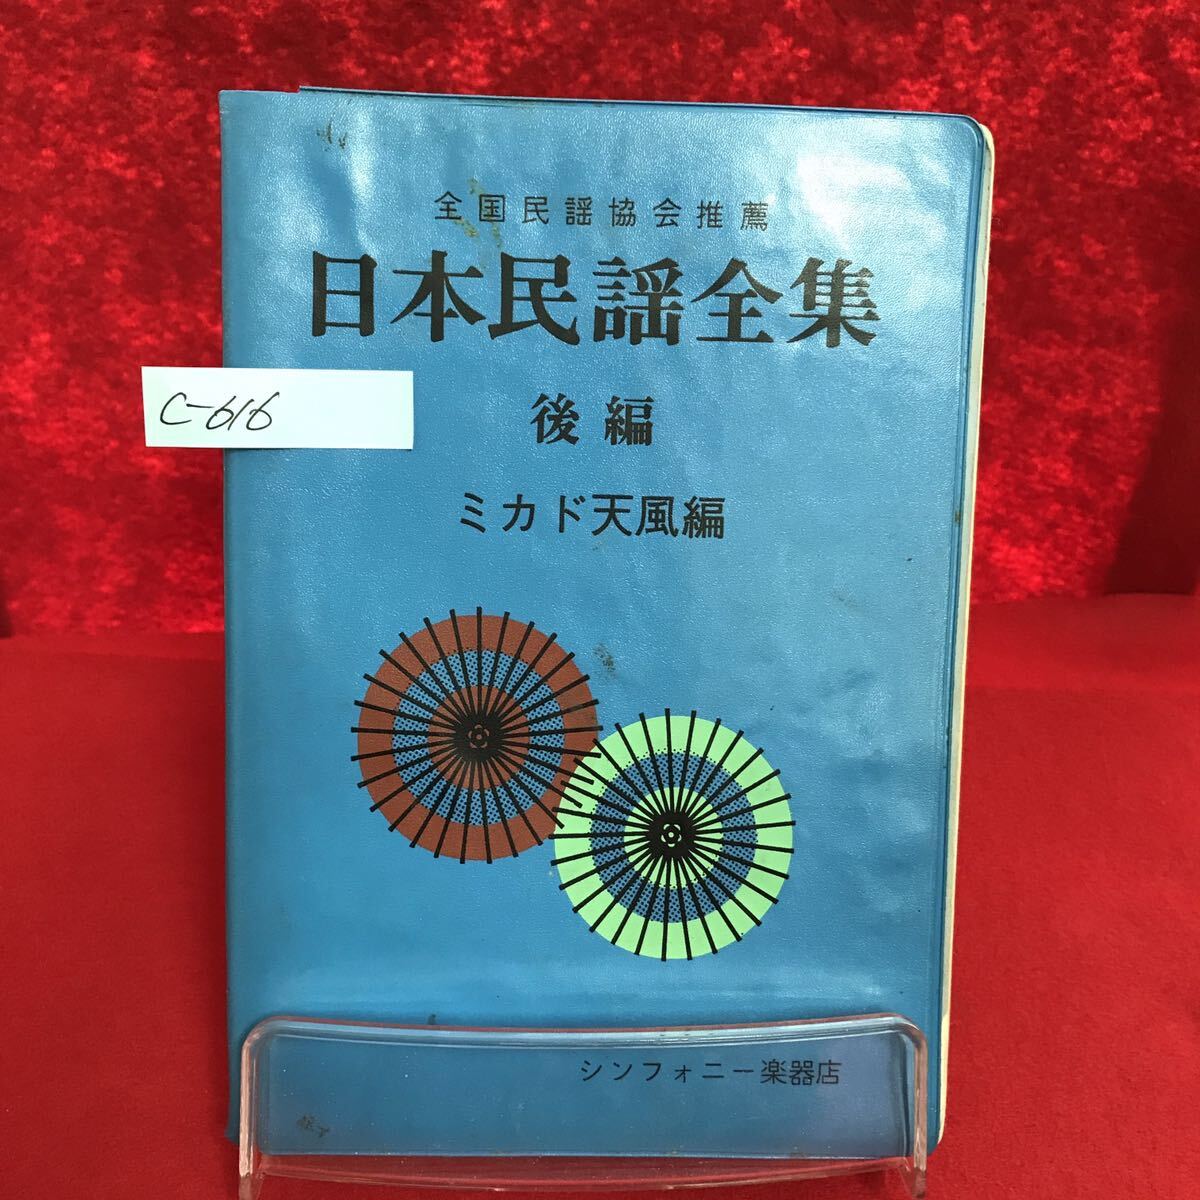 全国民謡協会推薦
日本民謡全集
C-616
後編
ミカド天風編
シンフォニー楽器店